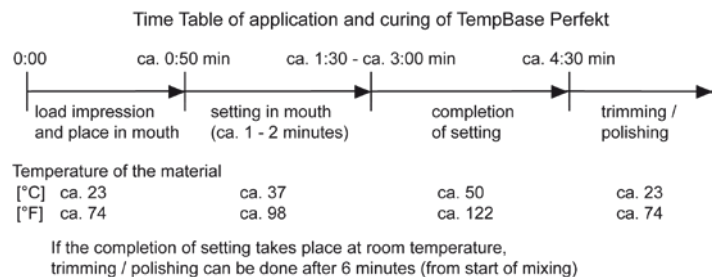 Time Table of application and curing of TempBase Perfekt
0:00 ca. 0:50 min ca. 1:30 - ca. 3:00 min ca. 4:30 min
load impression setting in mouth completion trimming /
and place in mouth (ca. 1 - 2 minutes) of setting polishing
Temperature of the material
[°C] ca. 23 ca. 37 ca. 50 ca. 23
[°F] ca. 74 ca. 98 ca. 122 ca. 74
If the completion of setting takes place at room temperature,
trimming / polishing can be done after 6 minutes (from start of mixing)